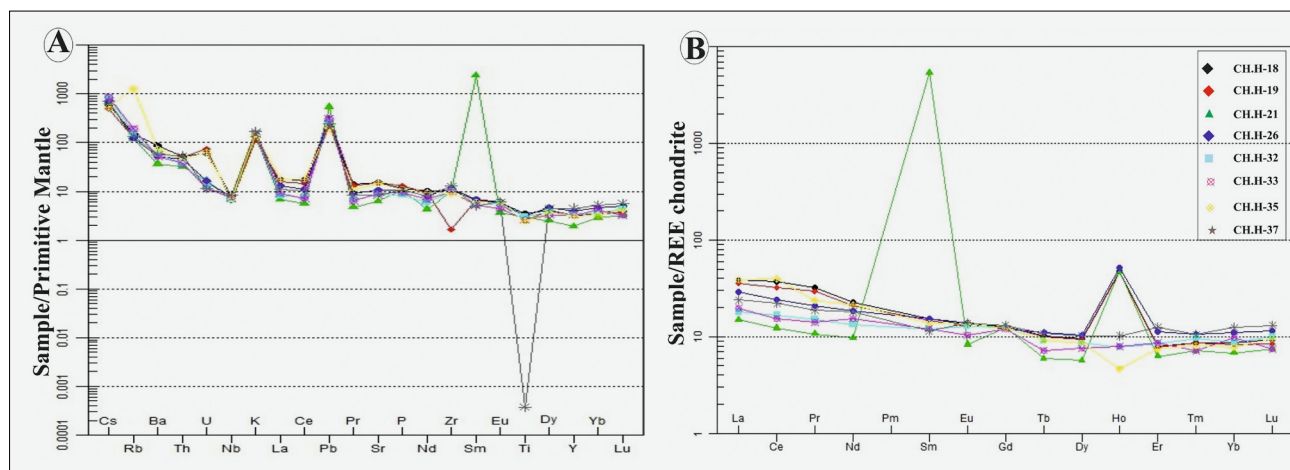 A
Sample/Primitive Mantle
1000
100
10
1
0.1
0.01
0.001
0.0001
Cs Ba U K Ce Pr P Zr Eu Dy Yb
Rb Th Nb La Pb Sr Nd Sm Ti Y Lu
B
Sample/REE chondrite
1000
100
10
1
CH.H-18
CH.H-19
CH.H-21
CH.H-26
CH.H-32
CH.H-33
CH.H-35
CH.H-37
La Pr Pm Eu Tb Ho Tm Lu
Ce Nd Sm Gd Dy Er Yb